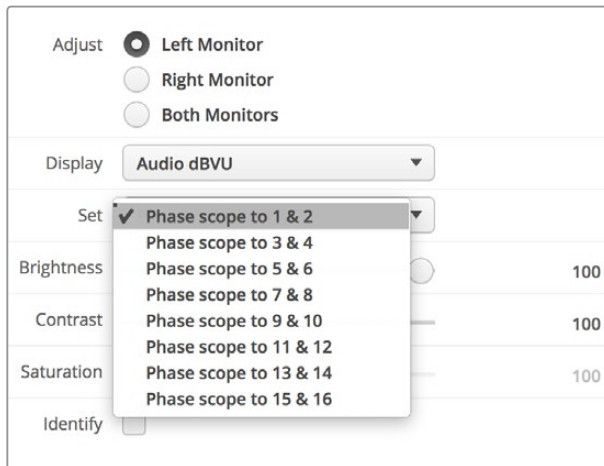 Adjust Left Monitor
Right Monitor
Both Monitors
Display Audio dBVU
Set ✔ Phase scope to 1 & 2
Phase scope to 3 & 4
Brightness Phase scope to 5 & 6 100
Phase scope to 7 & 8
Contrast Phase scope to 9 & 10 100
Phase scope to 11 & 12
Saturation Phase scope to 13 & 14 100
Phase scope to 15 & 16
Identify